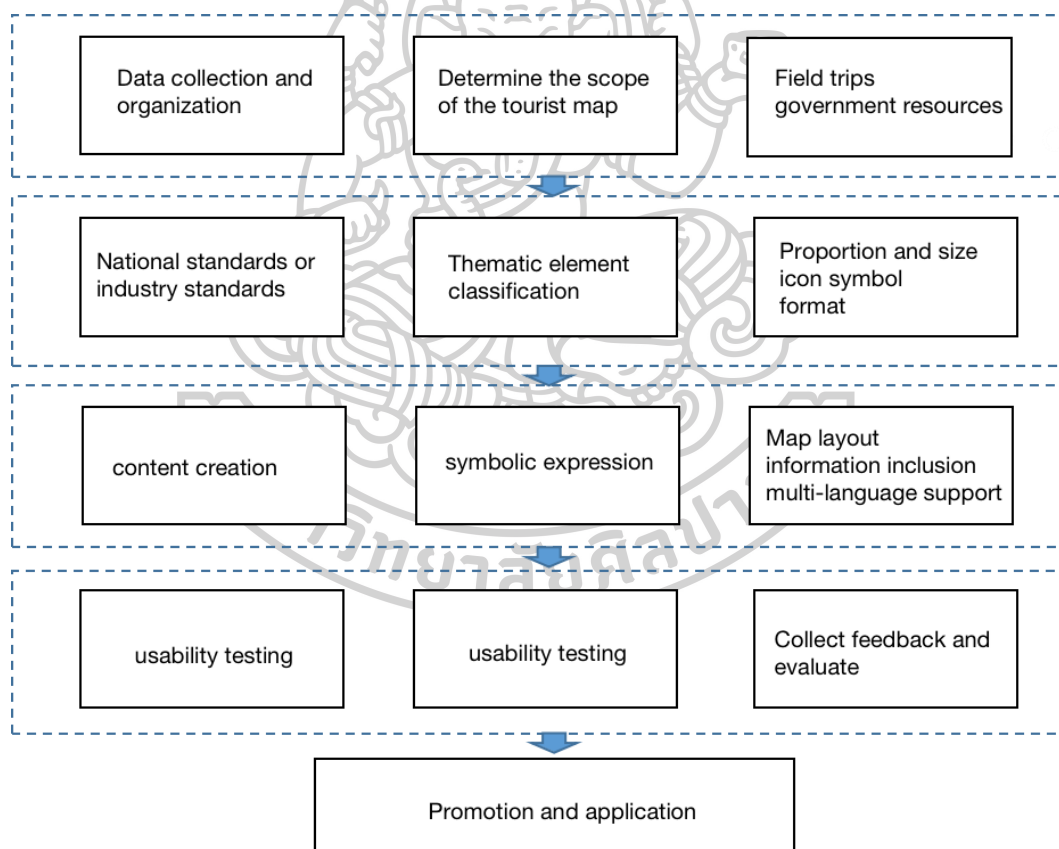 Data collection and
organization
Determine the scope
of the tourist map
Field trips
government resources
National standards or
industry standards
Thematic element
classification
Proportion and size
icon symbol
format
content creation
symbolic expression
Map layout
information inclusion
multi-language support
usability testing
usability testing
Collect feedback and
evaluate
Promotion and application